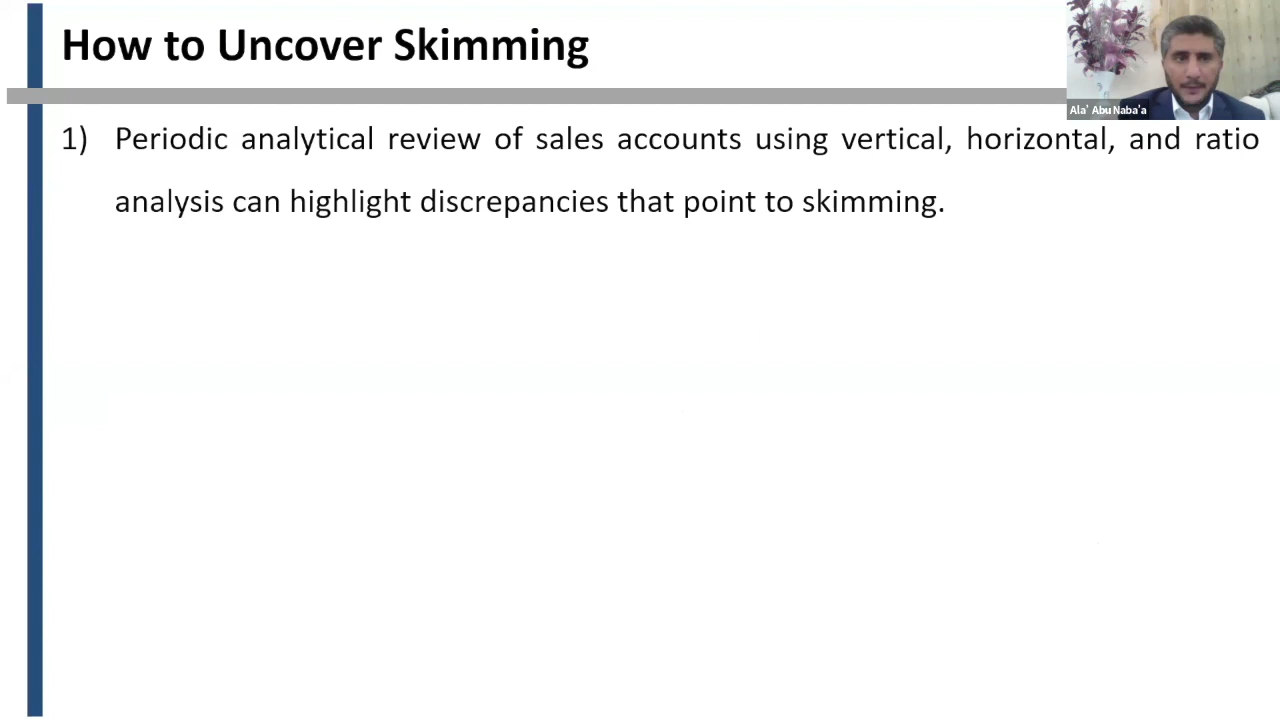 How to Uncover Skimming
Ala' Abu Naba'a
1) Periodic analytical review of sales accounts using vertical, horizontal, and ratio
analysis can highlight discrepancies that point to skimming.